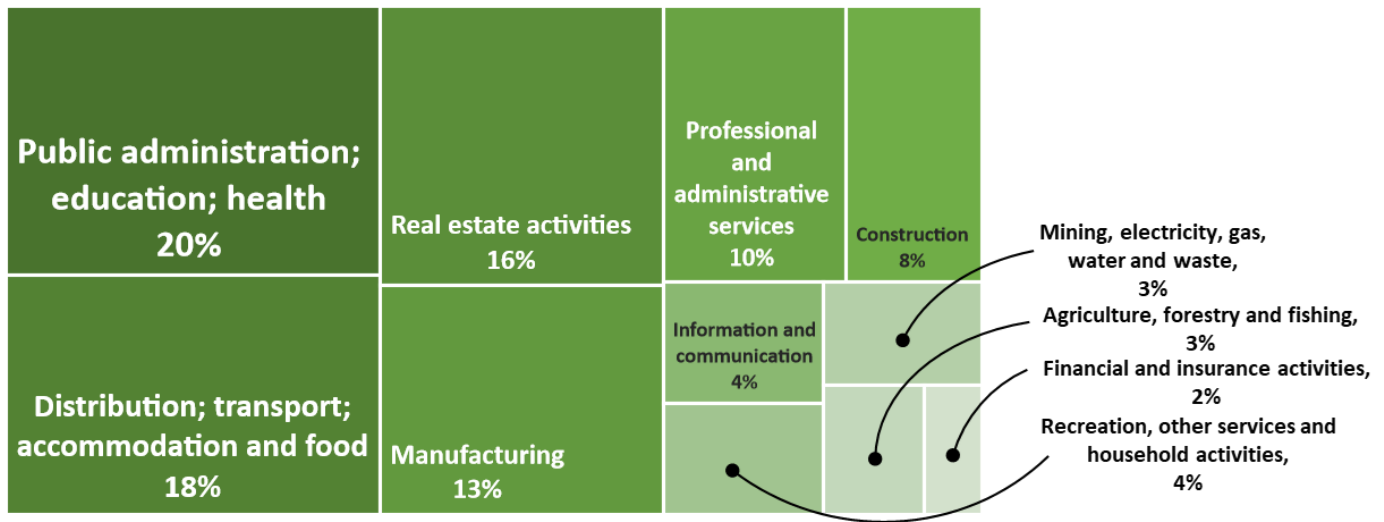 Public administration;
education; health
20%
Distribution; transport;
accommodation and food
18%
Real estate activities
16%
Manufacturing
13%
Professional
and
administrative
services
10%
Construction
8%
Information and
communication
4%
Mining, electricity, gas,
water and waste,
3%
Agriculture, forestry and fishing,
3%
Financial and insurance activities,
2%
Recreation, other services and
household activities,
4%